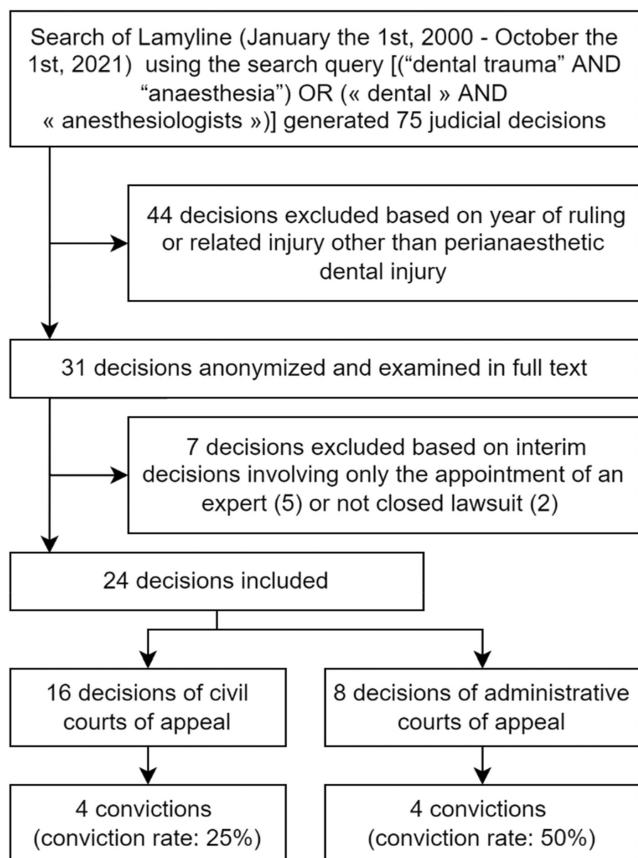 Search of Lamyline (January the 1st, 2000 - October the
1st, 2021) using the search query [(“dental trauma” AND
“anaesthesia”) OR (« dental » AND
« anesthesiologists »)] generated 75 judicial decisions
44 decisions excluded based on year of ruling
or related injury other than perianaesthetic
dental injury
31 decisions anonymized and examined in full text
7 decisions excluded based on interim
decisions involving only the appointment of an
expert (5) or not closed lawsuit (2)
24 decisions included
16 decisions of civil
courts of appeal
8 decisions of administrative
courts of appeal
4 convictions
(conviction rate: 25%)
4 convictions
(conviction rate: 50%)